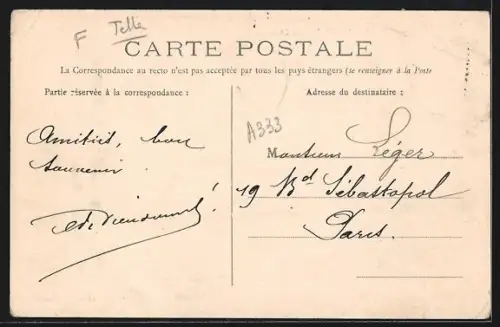 F Telle
CARTE POSTALE
La Correspondance au recto n'est pas acceptée par tous les pays étrangers (se renseigner à la Poste
Partie réservée à la correspondance :
Adresse du destinataire :
A333
Amitiés, bon
souvenir
Monsieur Léger
19 Bd Sébastopol
Paris.